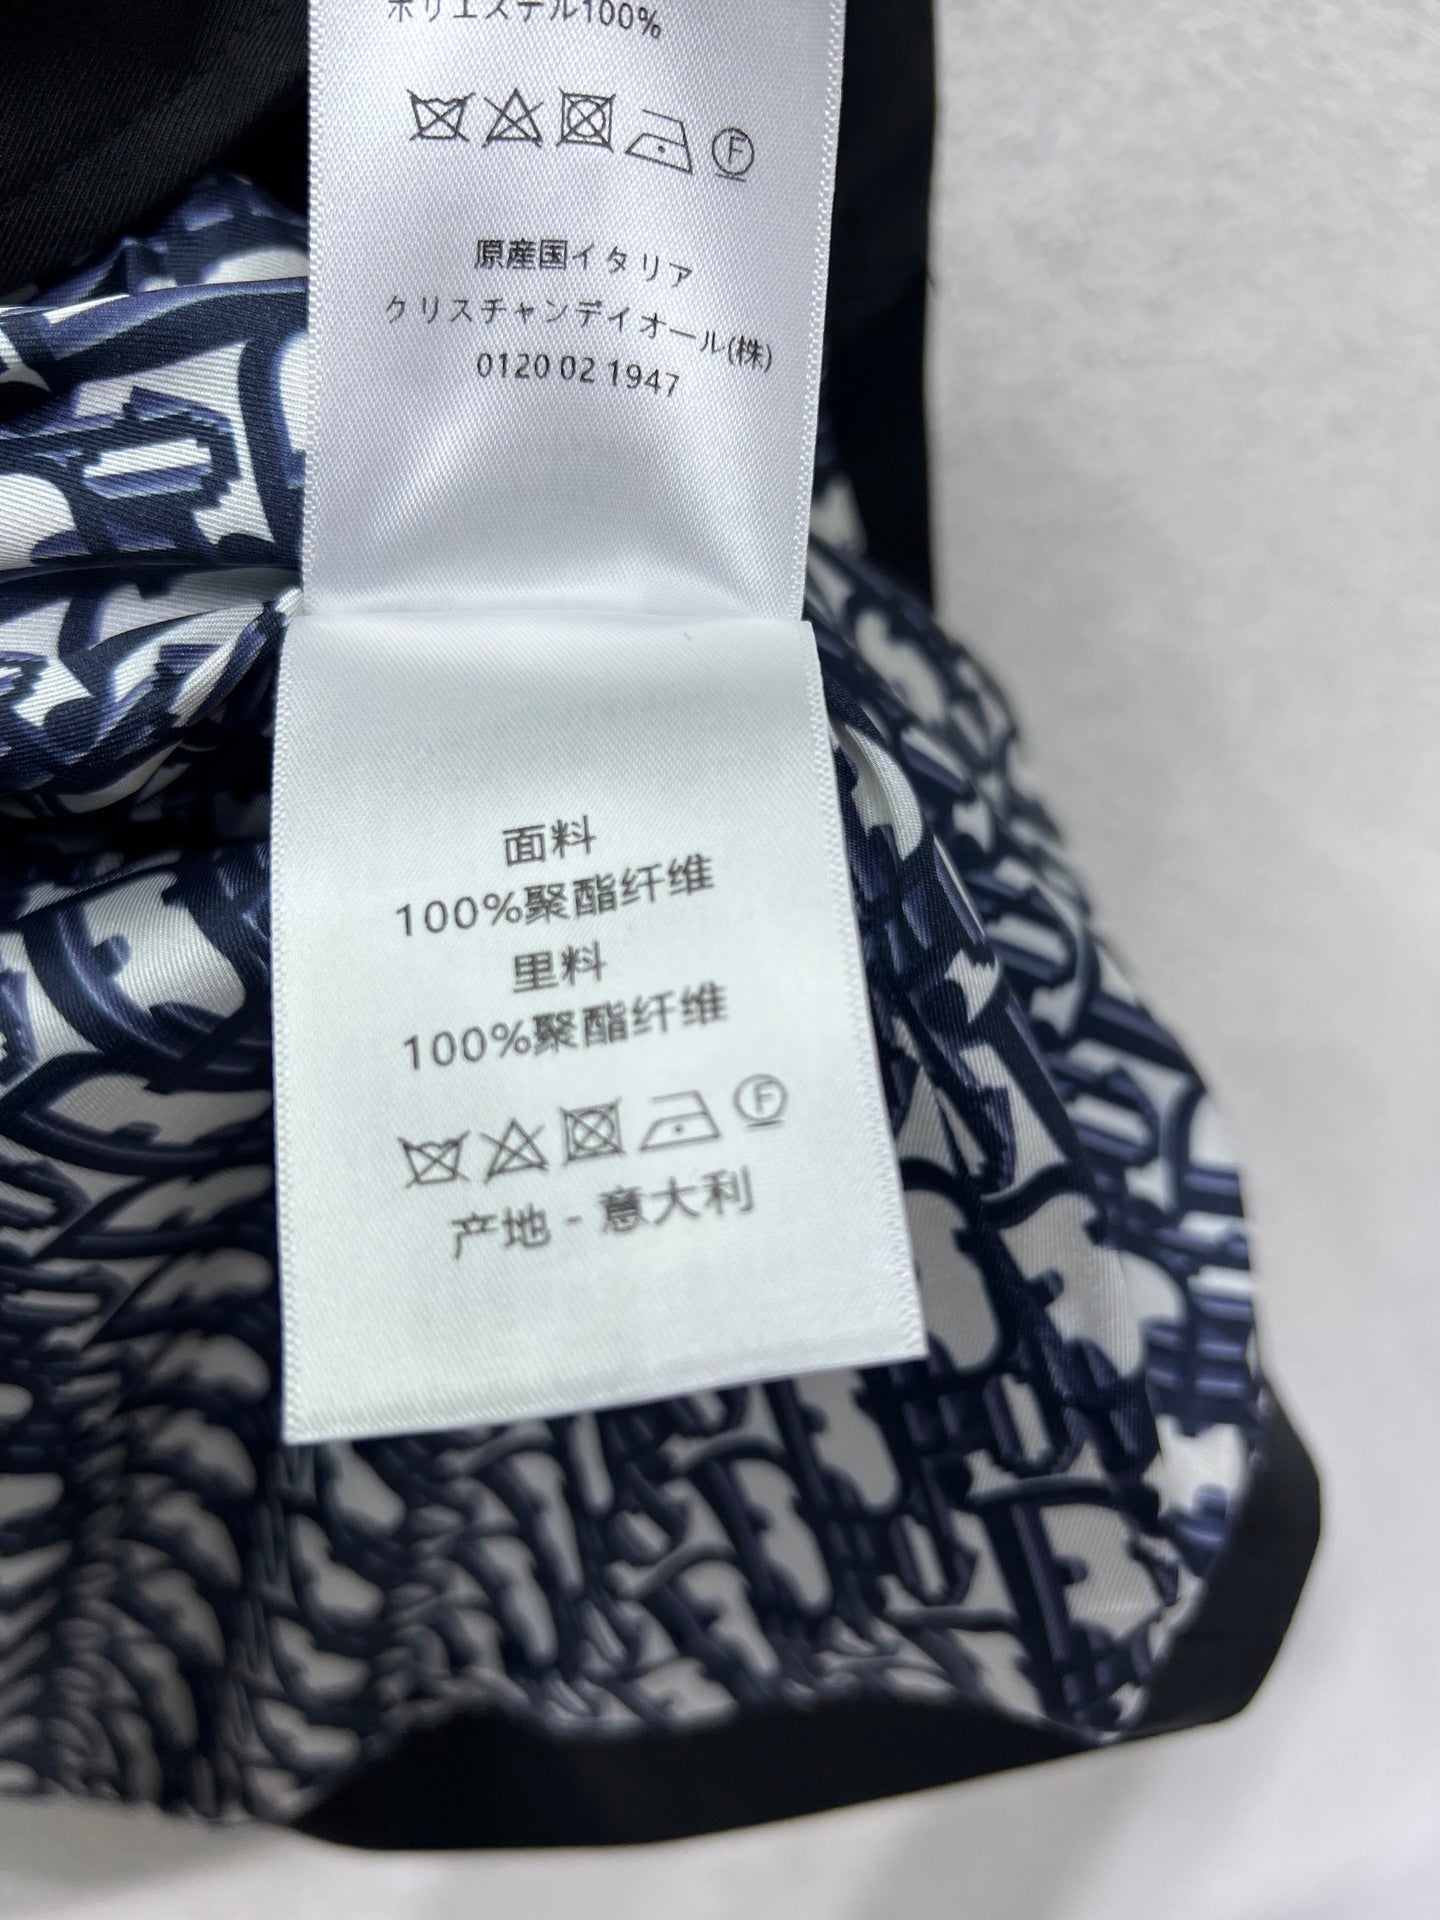 ポリエステル100%
F
原産国イタリア
クリスチャンディオール(株)
0120 02 1947
面料
100%聚酯纤维
里料
100%聚酯纤维
F
产地 - 意大利